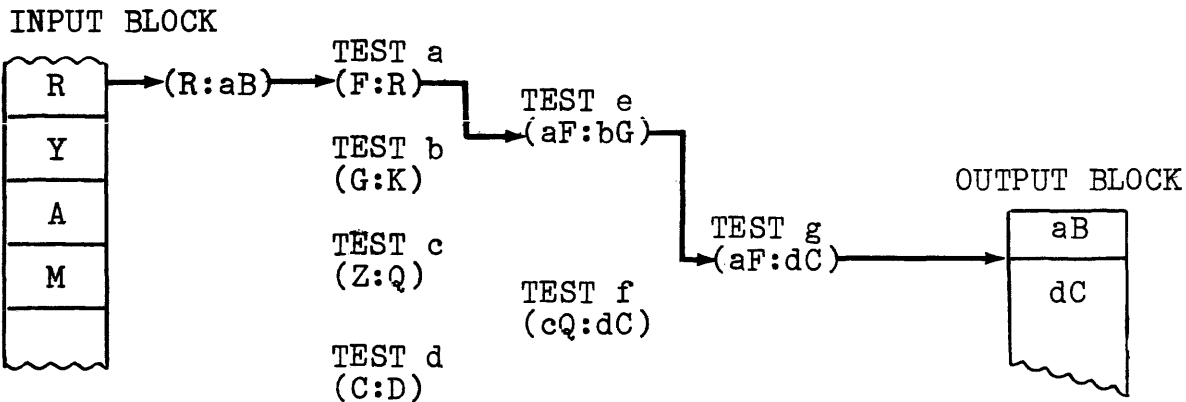 INPUT BLOCK
R
Y
A
M
(R:aB)
TEST a
(F:R)
TEST b
(G:K)
TEST c
(Z:Q)
TEST d
(C:D)
TEST e
(aF:bG)
TEST f
(cQ:dC)
TEST g
(aF:dC)
OUTPUT BLOCK
aB
dC